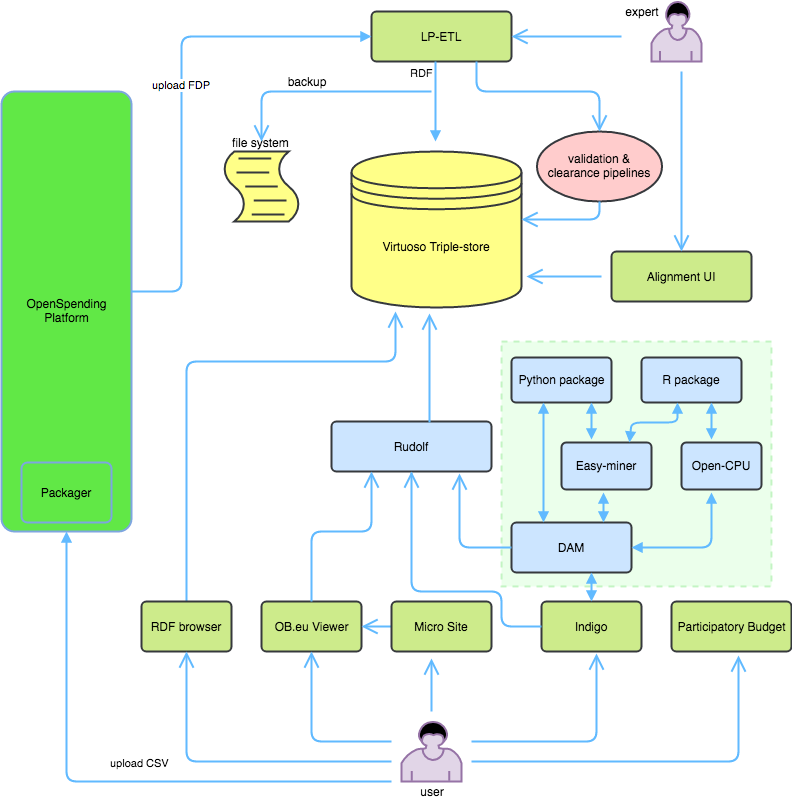 expert
LP-ETL
RDF
upload FDP
backup
file system
validation &
clearance pipelines
Virtuoso Triple-store
Alignment UI
OpenSpending
Platform
Python package
R package
Rudolf
Easy-miner
Open-CPU
Packager
DAM
RDF browser
OB.eu Viewer
Micro Site
Indigo
Participatory Budget
upload CSV
user